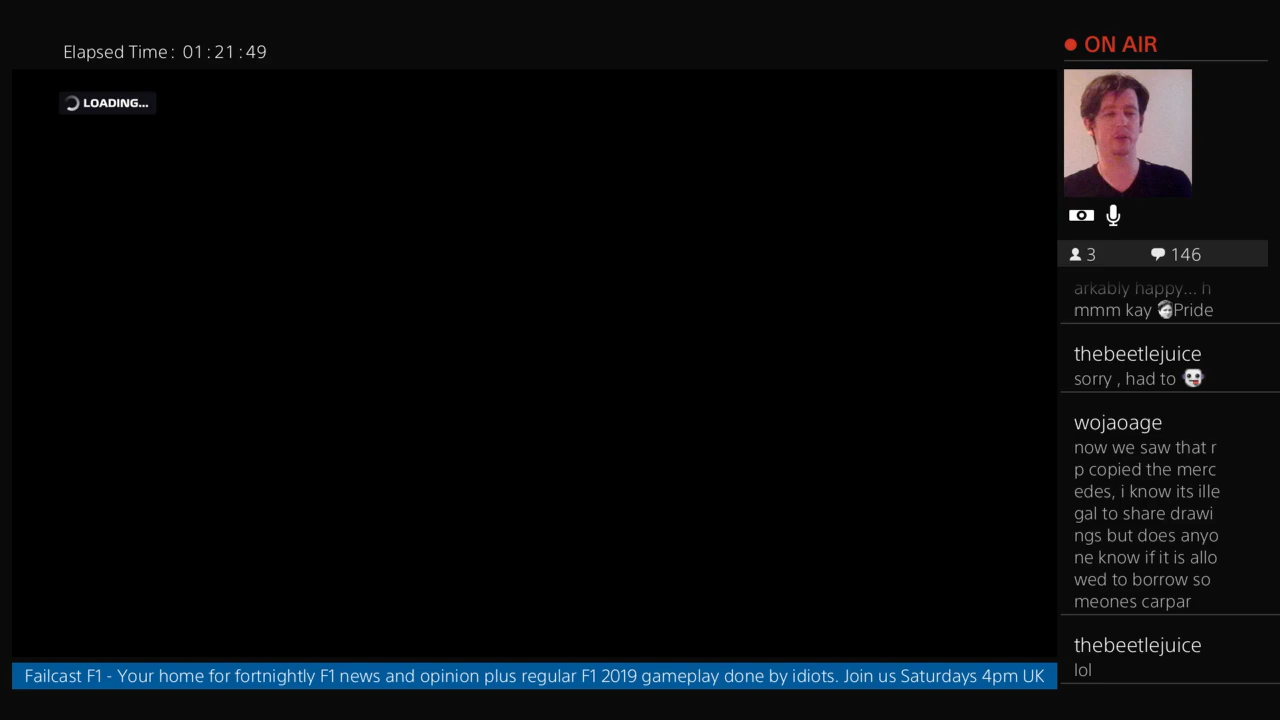 Elapsed Time: 01:21:49
LOADING...
ON AIR
3 146
arkably happy... h
mmm kay Pride
thebeetlejuice
sorry , had to
wojaoage
now we saw that r
p copied the merc
edes, i know its ille
gal to share drawi
ngs but does anyo
ne know if it is allo
wed to borrow so
meones carpar
thebeetlejuice
lol
Failcast F1 - Your home for fortnightly F1 news and opinion plus regular F1 2019 gameplay done by idiots. Join us Saturdays 4pm UK